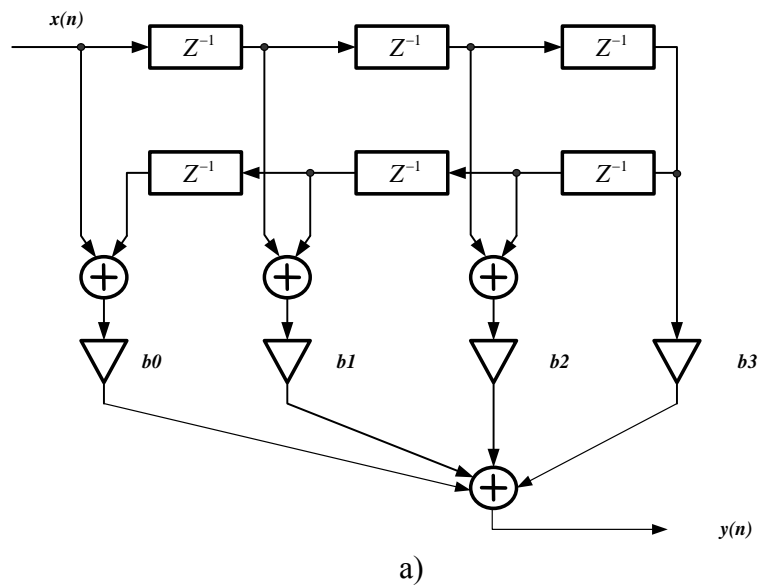 x(n)
Z⁻¹ Z⁻¹ Z⁻¹
Z⁻¹ Z⁻¹ Z⁻¹
b0 b1 b2 b3
y(n)
a)